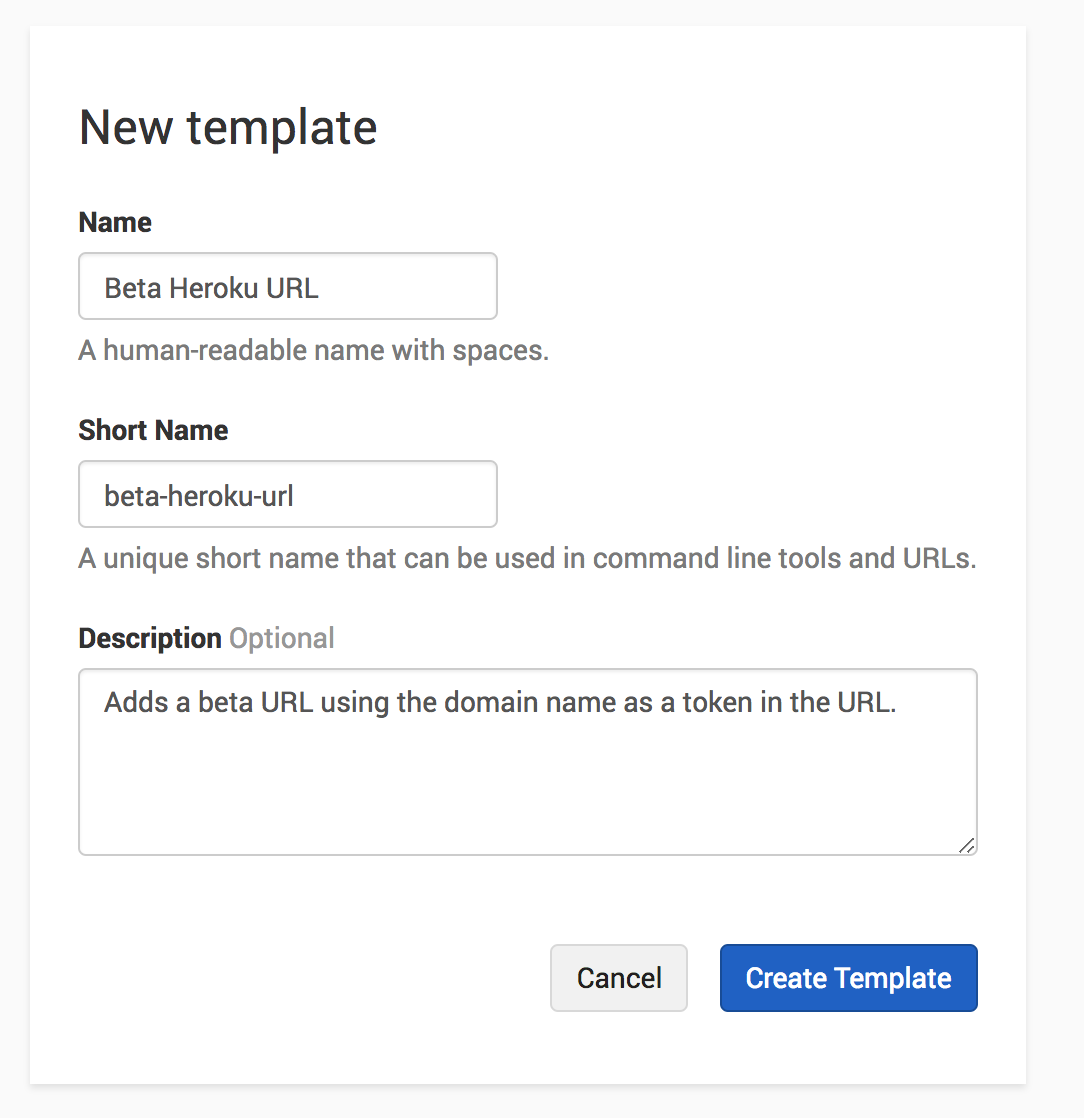 New template
Name
Beta Heroku URL
A human-readable name with spaces.
Short Name
beta-heroku-url
A unique short name that can be used in command line tools and URLs.
Description Optional
Adds a beta URL using the domain name as a token in the URL.
Cancel
Create Template